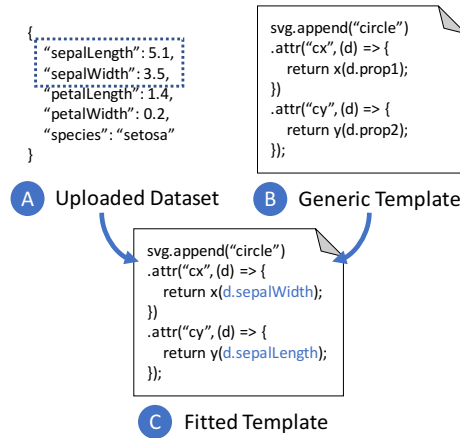 {
“sepalLength”: 5.1,
“sepalWidth”: 3.5,
“petalLength”: 1.4,
“petalWidth”: 0.2,
“species”: “setosa”
}
A Uploaded Dataset
svg.append(“circle”)
.attr(“cx”, (d) => {
return x(d.prop1);
})
.attr(“cy”, (d) => {
return y(d.prop2);
});
B Generic Template
svg.append(“circle”)
.attr(“cx”, (d) => {
return x(d.sepalWidth);
})
.attr(“cy”, (d) => {
return y(d.sepalLength);
});
C Fitted Template